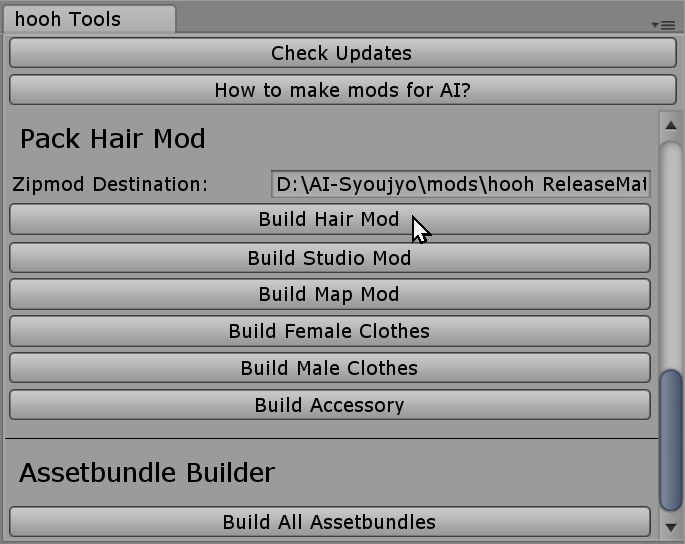 hooh Tools
Check Updates
How to make mods for AI?
Pack Hair Mod
Zipmod Destination: D:\AI-Syoujyo\mods\hooh ReleaseMat
Build Hair Mod
Build Studio Mod
Build Map Mod
Build Female Clothes
Build Male Clothes
Build Accessory
Assetbundle Builder
Build All Assetbundles